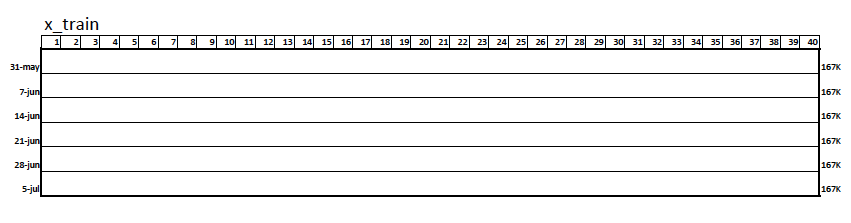 x_train
1 2 3 4 5 6 7 8 9 10 11 12 13 14 15 16 17 18 19 20 21 22 23 24 25 26 27 28 29 30 31 32 33 34 35 36 37 38 39 40
31-may 167K
7-jun 167K
14-jun 167K
21-jun 167K
28-jun 167K
5-jul 167K